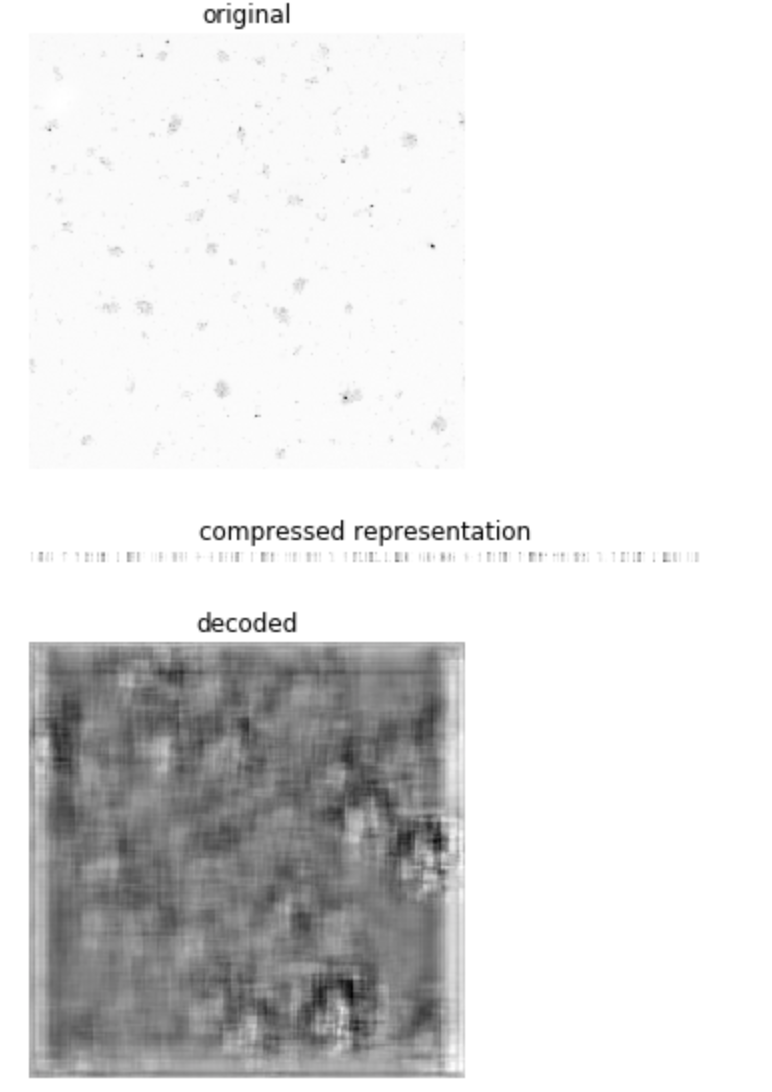 original
compressed representation
decoded